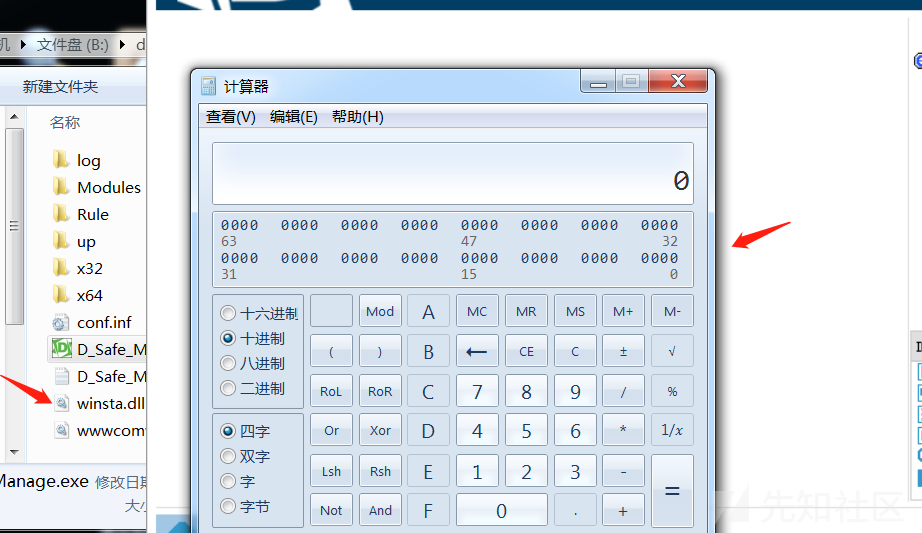 机 文件盘 (B:) d
新建文件夹
名称
log
Modules
Rule
up
x32
x64
conf.inf
D_Safe_M
D_Safe_M
winsta.dll
wwwcom
Manage.exe 修改日期
大小
计算器
查看(V) 编辑(E) 帮助(H)
0
0000 0000 0000 0000 0000 0000 0000 0000
63 47 32
0000 0000 0000 0000 0000 0000 0000 0000
31 15 0
十六进制
十进制
八进制
二进制
四字
双字
字
字节
Mod A MC MR MS M+ M-
( ) B ← CE C ± √
RoL RoR C 7 8 9 / %
Or Xor D 4 5 6 * 1/x
Lsh Rsh E 1 2 3 - =
Not And F 0 . +
先知社区